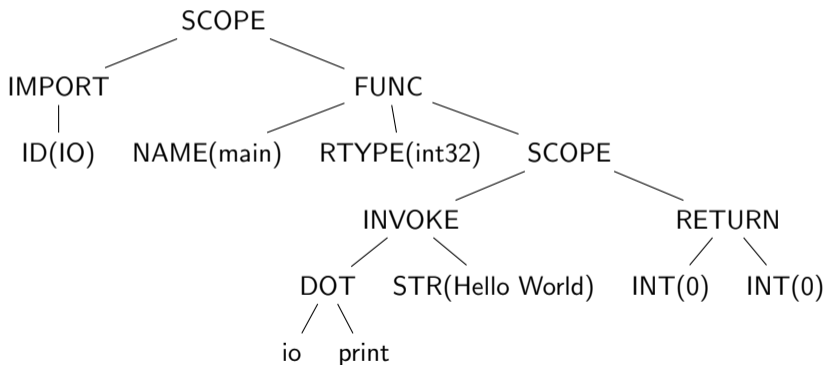 SCOPE
IMPORT FUNC
ID(IO) NAME(main) RTYPE(int32) SCOPE
INVOKE RETURN
DOT STR(Hello World) INT(0) INT(0)
io print